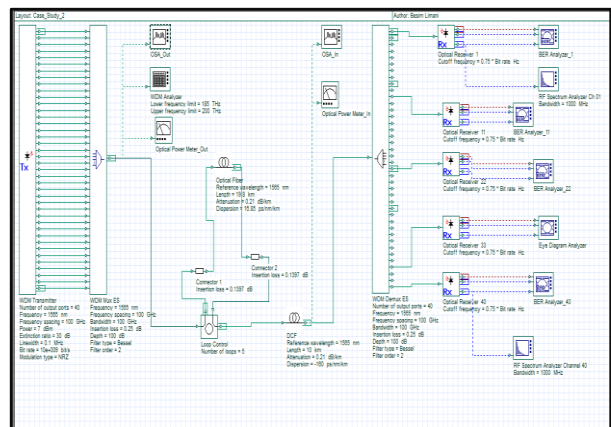 Layout: Case_Study_2
Author: Besim Limani
OSA_Out
WDM Analyzer
Lower frequency limit = 185 THz
Upper frequency limit = 200 THz
Optical Power Meter_Out
OSA_In
Optical Power Meter_In
Optical Receiver 1
Cutoff frequency = 0.75 * Bit rate Hz
BER Analyzer_1
RF Spectrum Analyzer Ch 01
Bandwidth = 1000 MHz
Optical Receiver 11
Cutoff frequency = 0.75 * Bit rate Hz
BER Analyzer_11
Optical Receiver 22
Cutoff frequency = 0.75 * Bit rate Hz
BER Analyzer_22
Optical Receiver 33
Cutoff frequency = 0.75 * Bit rate Hz
Eye Diagram Analyzer
Optical Receiver 40
Cutoff frequency = 0.75 * Bit rate Hz
BER Analyzer_40
RF Spectrum Analyzer Channel 40
Bandwidth = 1000 MHz
Tx
Rx
Rx
Rx
Rx
Rx
Optical Fiber
Reference wavelength = 1565 nm
Attenuation = 0.21 dB/km
Dispersion = 16.85 ps/nm/km
Connector 1
Insertion loss = 0.1397 dB
Connector 2
Insertion loss = 0.1397 dB
Loop Control
Number of loops = 5
DCF
Reference wavelength = 1565 nm
Length = 10 km
Attenuation = 0.21 dB/km
Dispersion = -160 ps/nm/km
WDM Transmitter
Number of output ports = 40
Frequency = 1565 nm
Frequency spacing = 100 GHz
Power = 7 dBm
Extinction ratio = 30 dB
Linewidth = 0.1 MHz
Bit rate = 10e+009 bit/s
Modulation type = NRZ
WDM Mux ES
Frequency = 1565 nm
Frequency spacing = 100 GHz
Bandwidth = 100 GHz
Insertion loss = 0.25 dB
Depth = 100 dB
Filter type = Bessel
Filter order = 2
WDM Demux ES
Number of output ports = 40
Frequency = 1565 nm
Frequency spacing = 100 GHz
Bandwidth = 100 GHz
Insertion loss = 0.25 dB
Depth = 100 dB
Filter type = Bessel
Filter order = 2